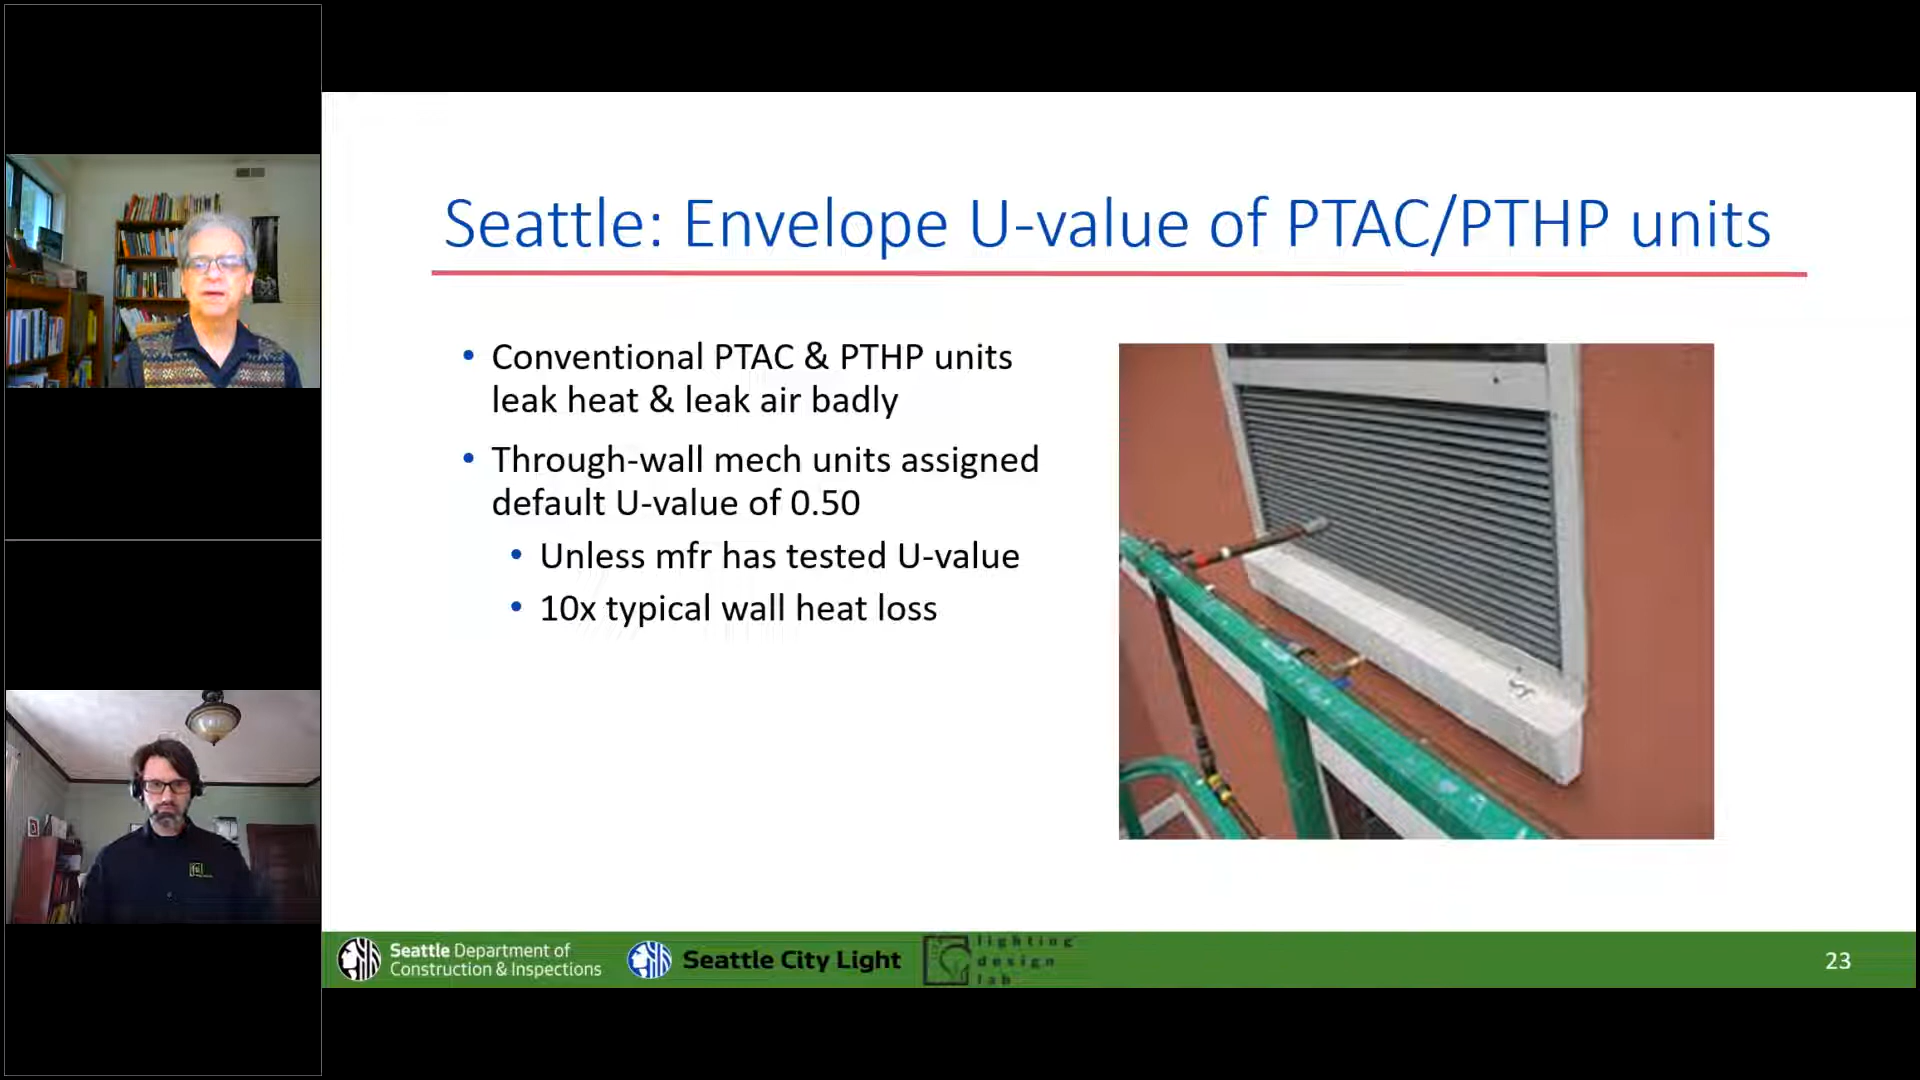 Seattle: Envelope U-value of PTAC/PTHP units
• Conventional PTAC & PTHP units
leak heat & leak air badly
• Through-wall mech units assigned
default U-value of 0.50
• Unless mfr has tested U-value
• 10x typical wall heat loss
Seattle Department of
Construction & Inspections
Seattle City Light
lighting
design
lab
23